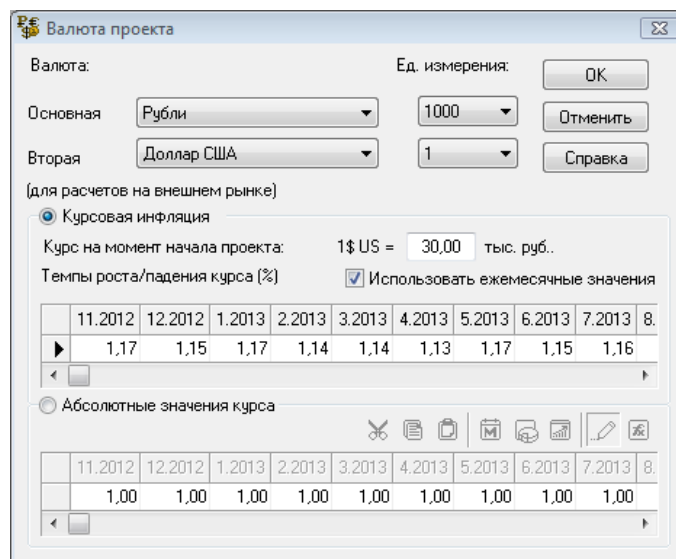 Валюта проекта
Валюта: Ед. измерения: OK
Основная Рубли 1000 Отменить
Вторая Доллар США 1 Справка
(для расчетов на внешнем рынке)
Курсовая инфляция
Курс на момент начала проекта: 1$ US = 30,00 тыс. руб..
Темпы роста/падения курса (%) Использовать ежемесячные значения
11.2012 12.2012 1.2013 2.2013 3.2013 4.2013 5.2013 6.2013 7.2013 8.
1,17 1,15 1,17 1,14 1,14 1,13 1,17 1,15 1,16
Абсолютные значения курса
11.2012 12.2012 1.2013 2.2013 3.2013 4.2013 5.2013 6.2013 7.2013 8.
1,00 1,00 1,00 1,00 1,00 1,00 1,00 1,00 1,00